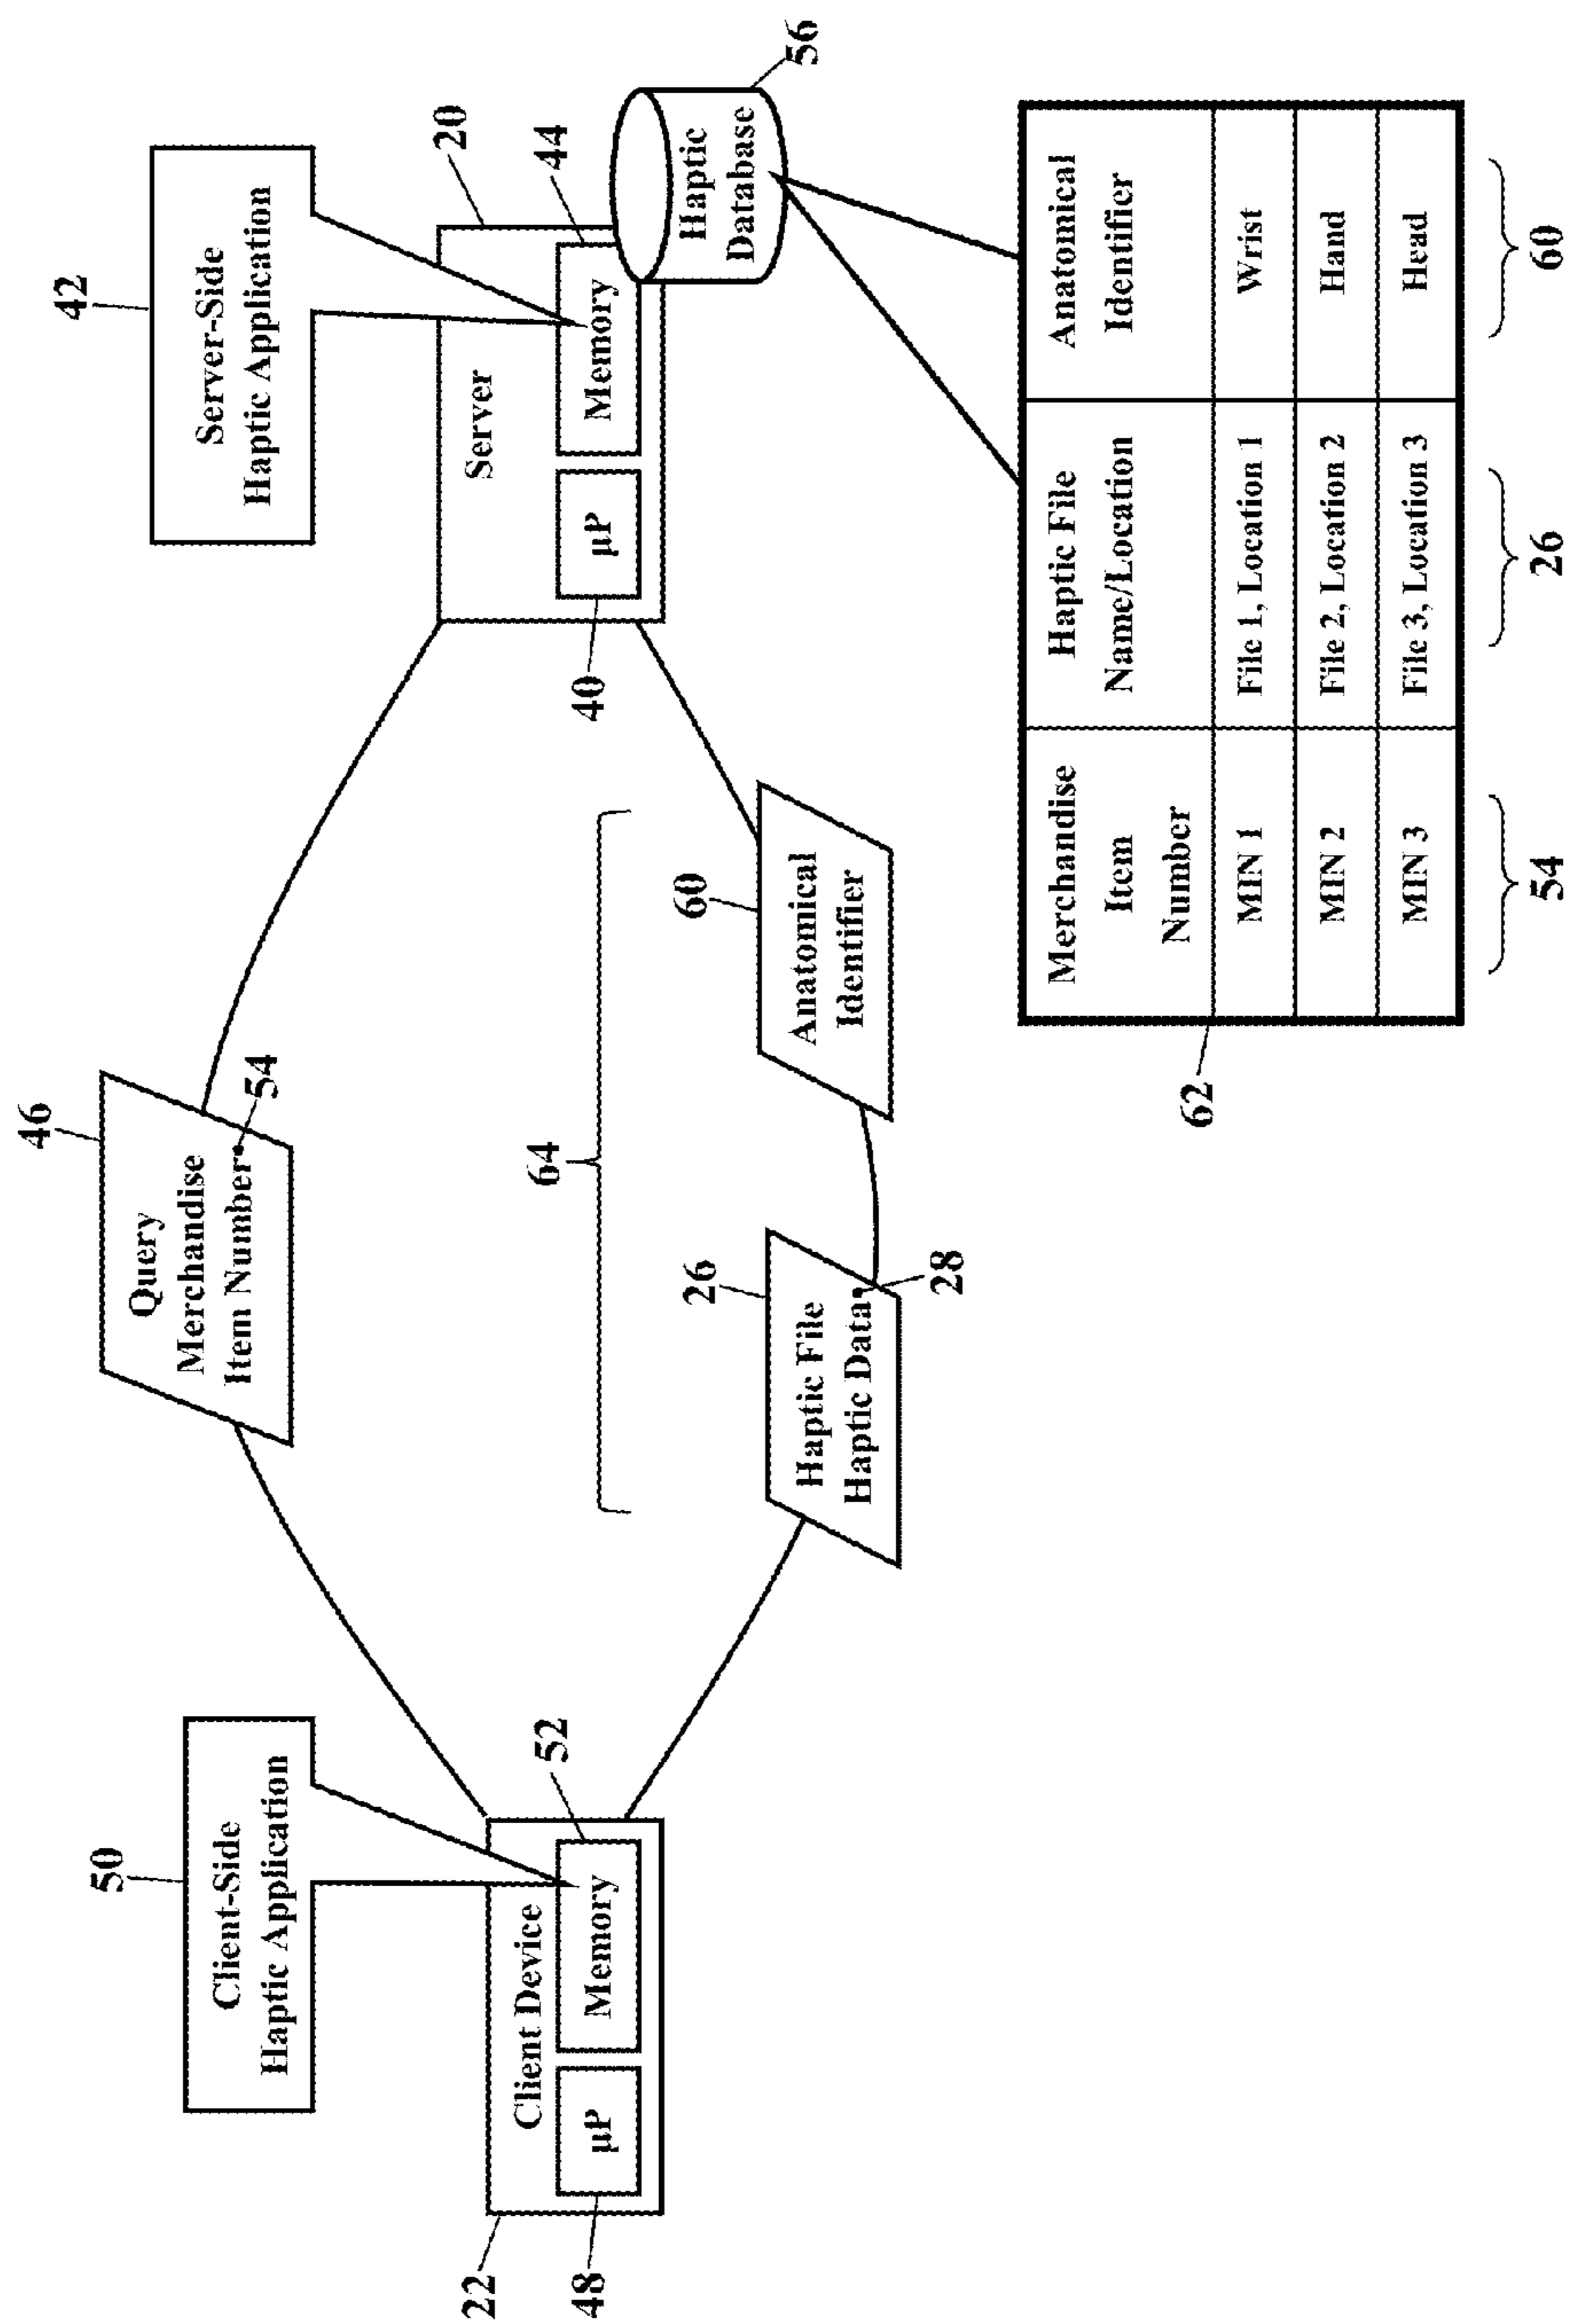 42
Server-Side
Haptic Application
20
Server
44
Memory
µP
40
Haptic
Database
56
46
Query
Merchandise
Item Number
54
50
Client-Side
Haptic Application
Client Device
52
Memory
µP
22
48
64
26
Haptic File
Haptic Data
28
60
Anatomical
Identifier
62
Merchandise
Item
Number
Haptic File
Name/Location
Anatomical
Identifier
MIN 1
File 1, Location 1
Wrist
MIN 2
File 2, Location 2
Hand
MIN 3
File 3, Location 3
Head
54
26
60